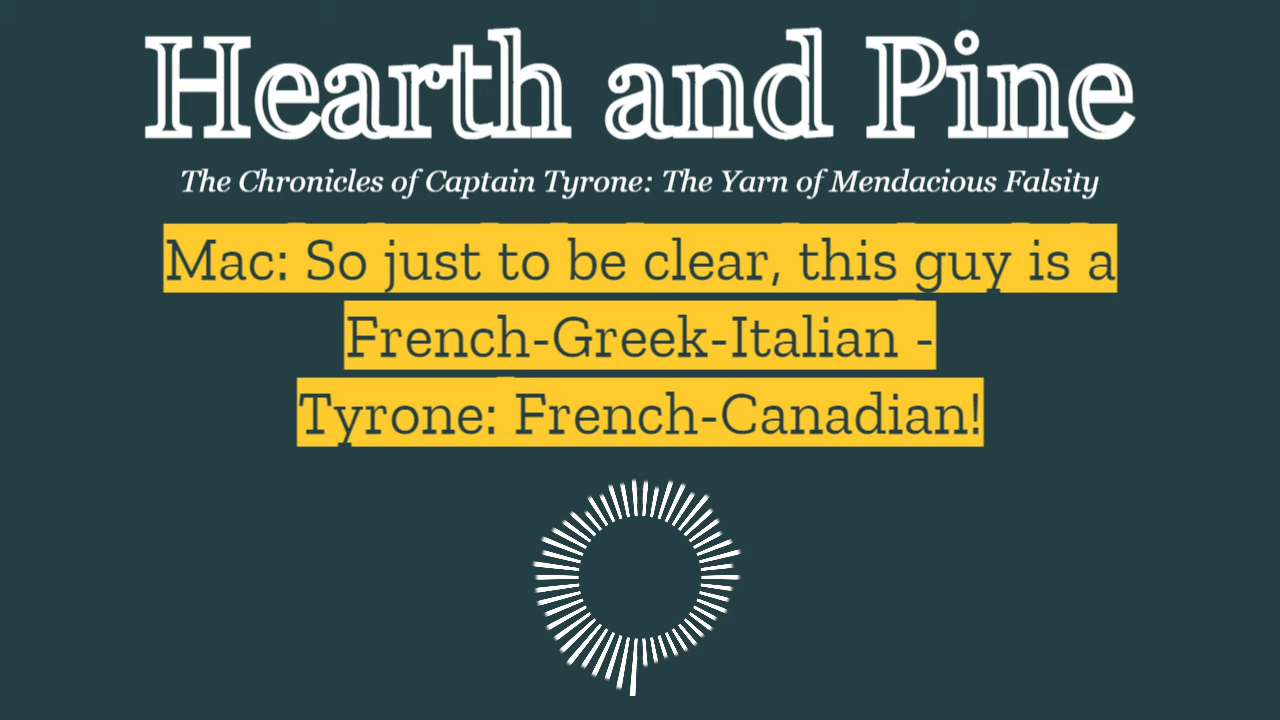 Hearth and Pine
The Chronicles of Captain Tyrone: The Yarn of Mendacious Falsity
Mac: So just to be clear, this guy is a
French-Greek-Italian -
Tyrone: French-Canadian!